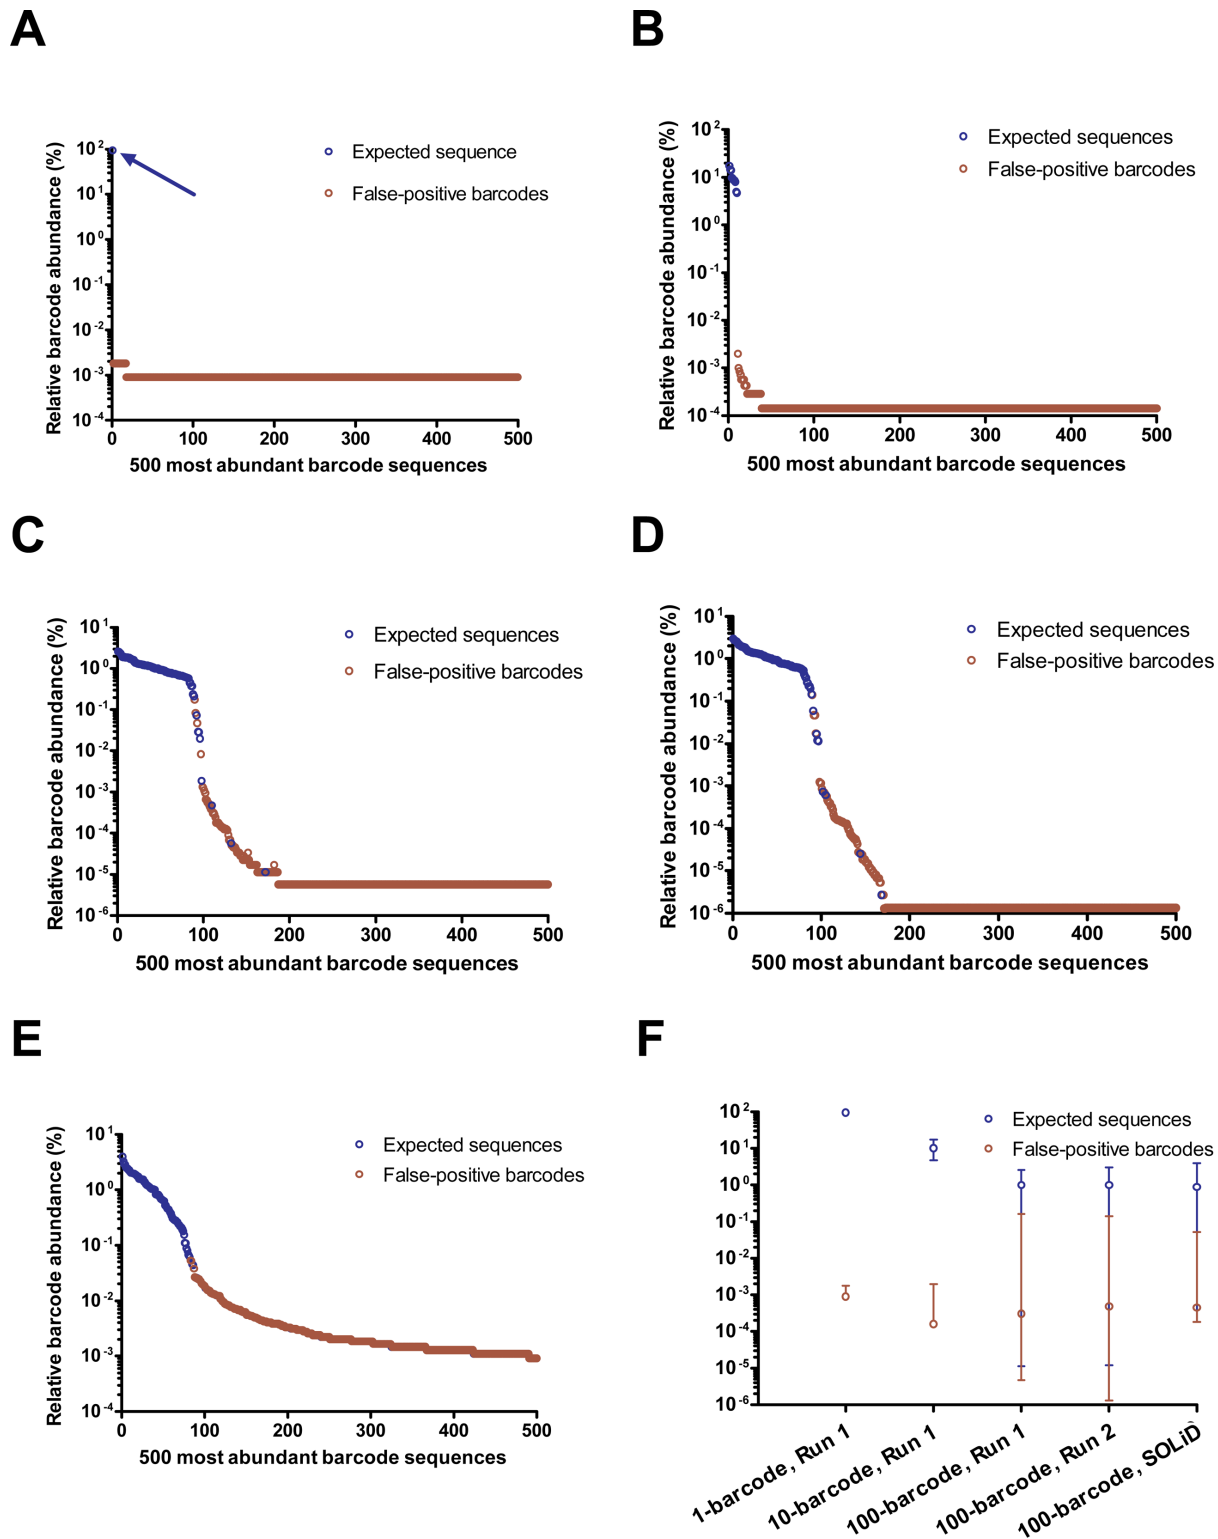 A
Relative barcode abundance (%)
10^2
10^1
10^0
10^-1
10^-2
10^-3
10^-4
0 100 200 300 400 500
500 most abundant barcode sequences
Expected sequence
False-positive barcodes
B
Relative barcode abundance (%)
10^2
10^1
10^0
10^-1
10^-2
10^-3
10^-4
0 100 200 300 400 500
500 most abundant barcode sequences
Expected sequences
False-positive barcodes
C
Relative barcode abundance (%)
10^1
10^0
10^-1
10^-2
10^-3
10^-4
10^-5
10^-6
0 100 200 300 400 500
500 most abundant barcode sequences
Expected sequences
False-positive barcodes
D
Relative barcode abundance (%)
10^1
10^0
10^-1
10^-2
10^-3
10^-4
10^-5
10^-6
0 100 200 300 400 500
500 most abundant barcode sequences
Expected sequences
False-positive barcodes
E
Relative barcode abundance (%)
10^1
10^0
10^-1
10^-2
10^-3
10^-4
0 100 200 300 400 500
500 most abundant barcode sequences
Expected sequences
False-positive barcodes
F
10^2
10^1
10^0
10^-1
10^-2
10^-3
10^-4
10^-5
10^-6
Expected sequences
False-positive barcodes
1-barcode, Run 1
10-barcode, Run 1
100-barcode, Run 1
100-barcode, Run 2
100-barcode, SOLiD